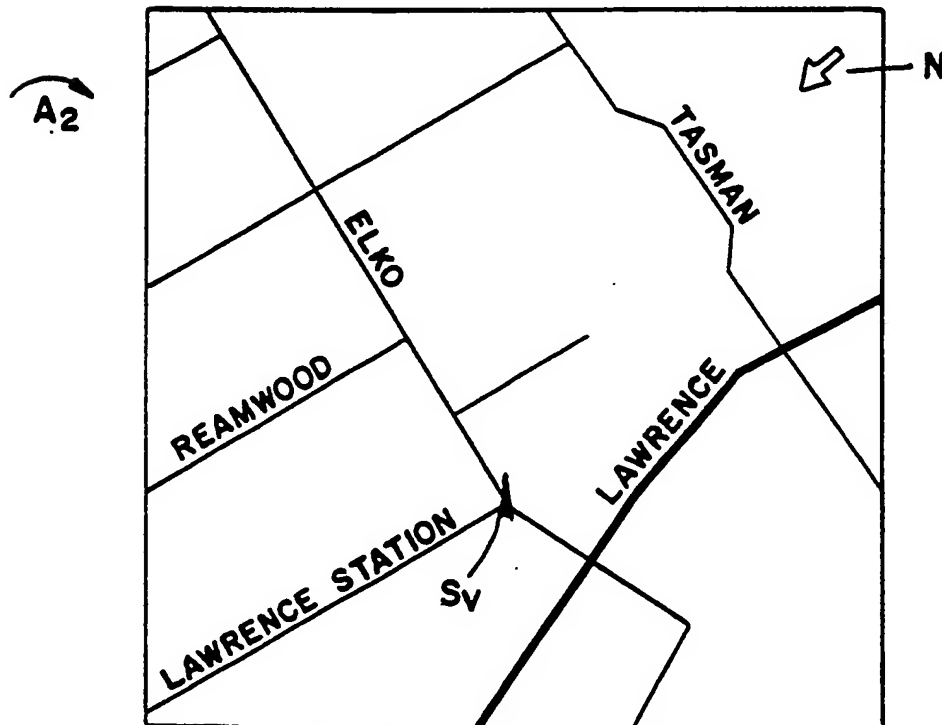 N
A2
TASMAN
ELKO
REAMWOOD
LAWRENCE
LAWRENCE STATION
SV